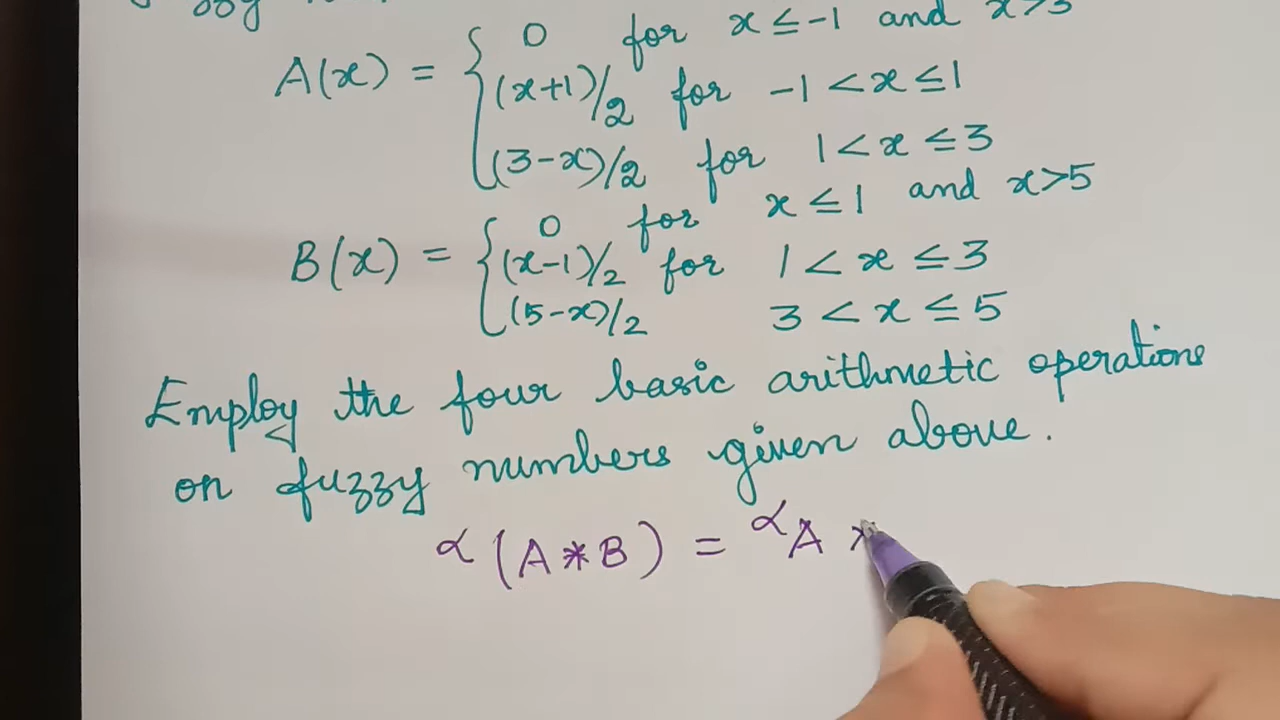 A(x) = { 0 for x ≤ -1 and x>3
(x+1)/2 for -1 < x ≤ 1
(3-x)/2 for 1 < x ≤ 3
B(x) = { 0 for x ≤ 1 and x>5
(x-1)/2 for 1 < x ≤ 3
(5-x)/2 3 < x ≤ 5
Employ the four basic arithmetic operations
on fuzzy numbers given above.
α(A*B) = αA *